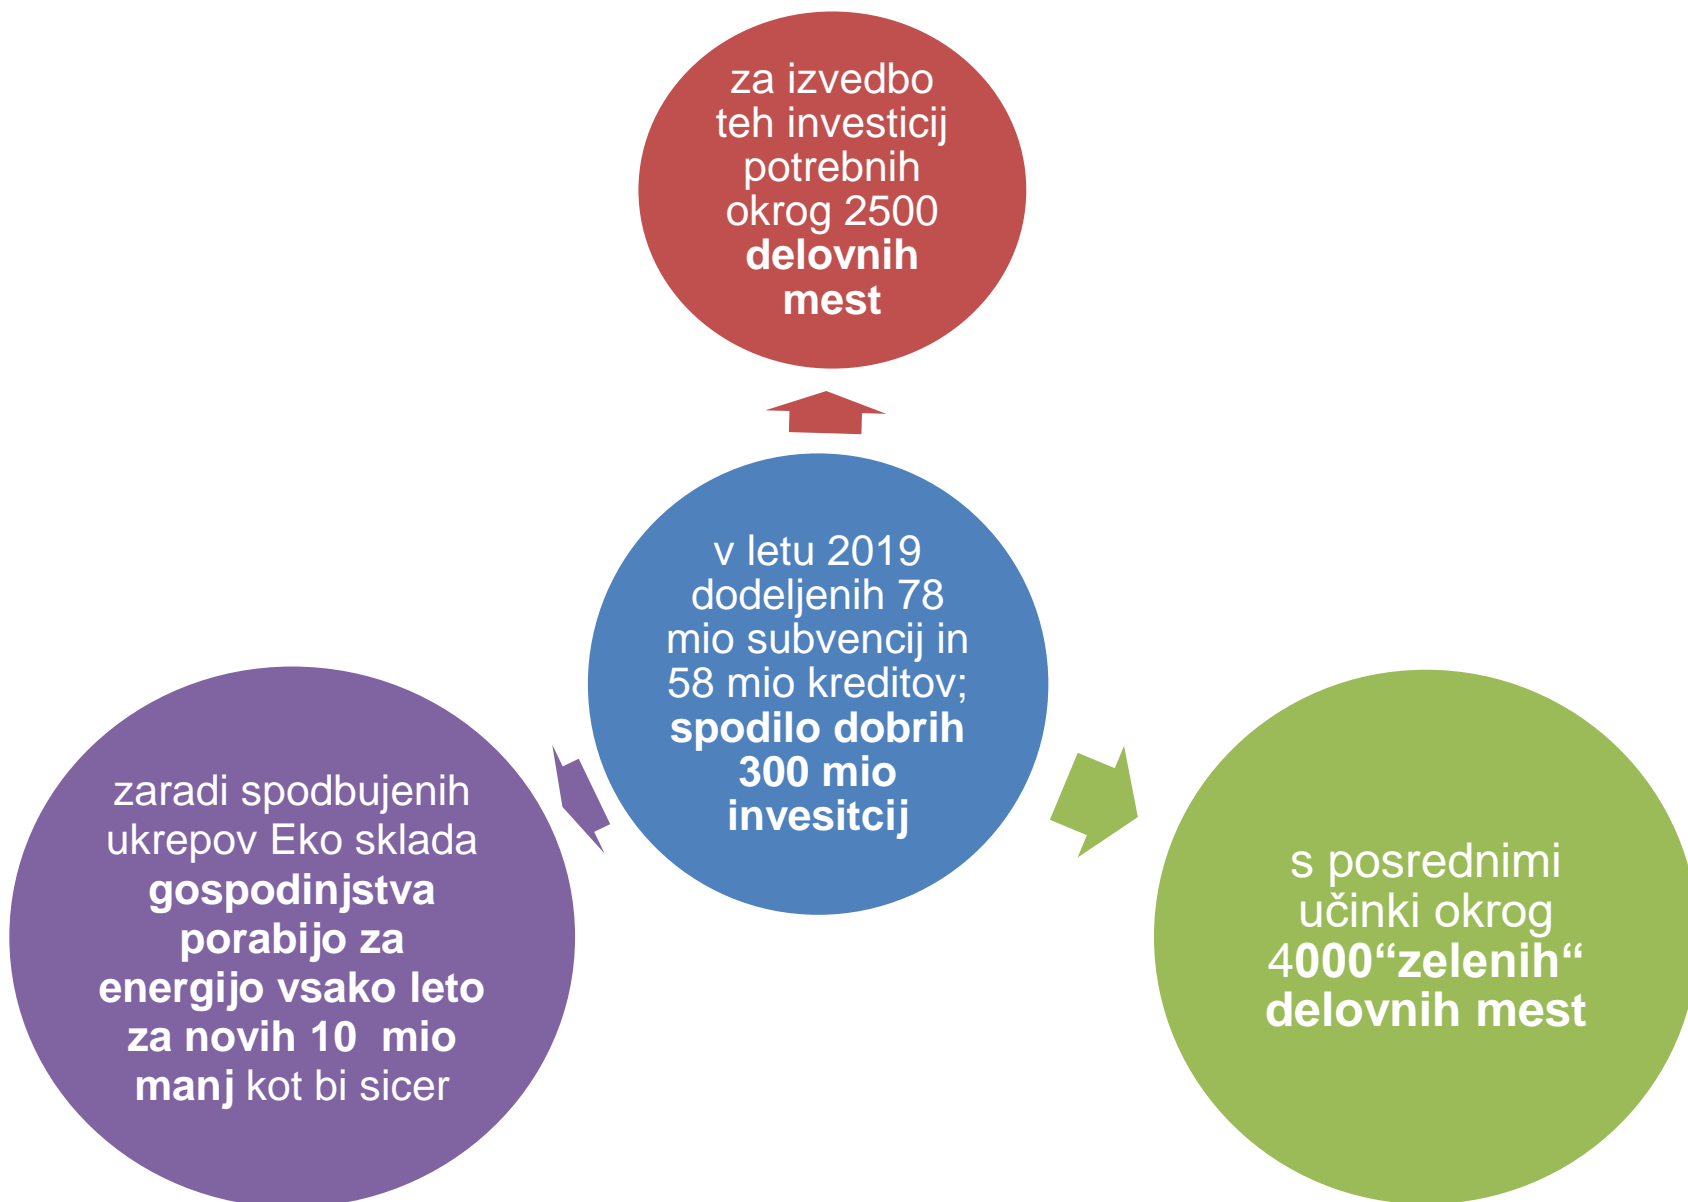 za izvedbo
teh investicij
potrebnih
okrog 2500
delovnih
mest
v letu 2019
dodeljenih 78
mio subvencij in
58 mio kreditov;
spodilo dobrih
300 mio
invesitcij
zaradi spodbujenih
ukrepov Eko sklada
gospodinjstva
porabijo za
energijo vsako leto
za novih 10  mio
manj kot bi sicer
s posrednimi
učinki okrog
4000“zelenih“
delovnih mest